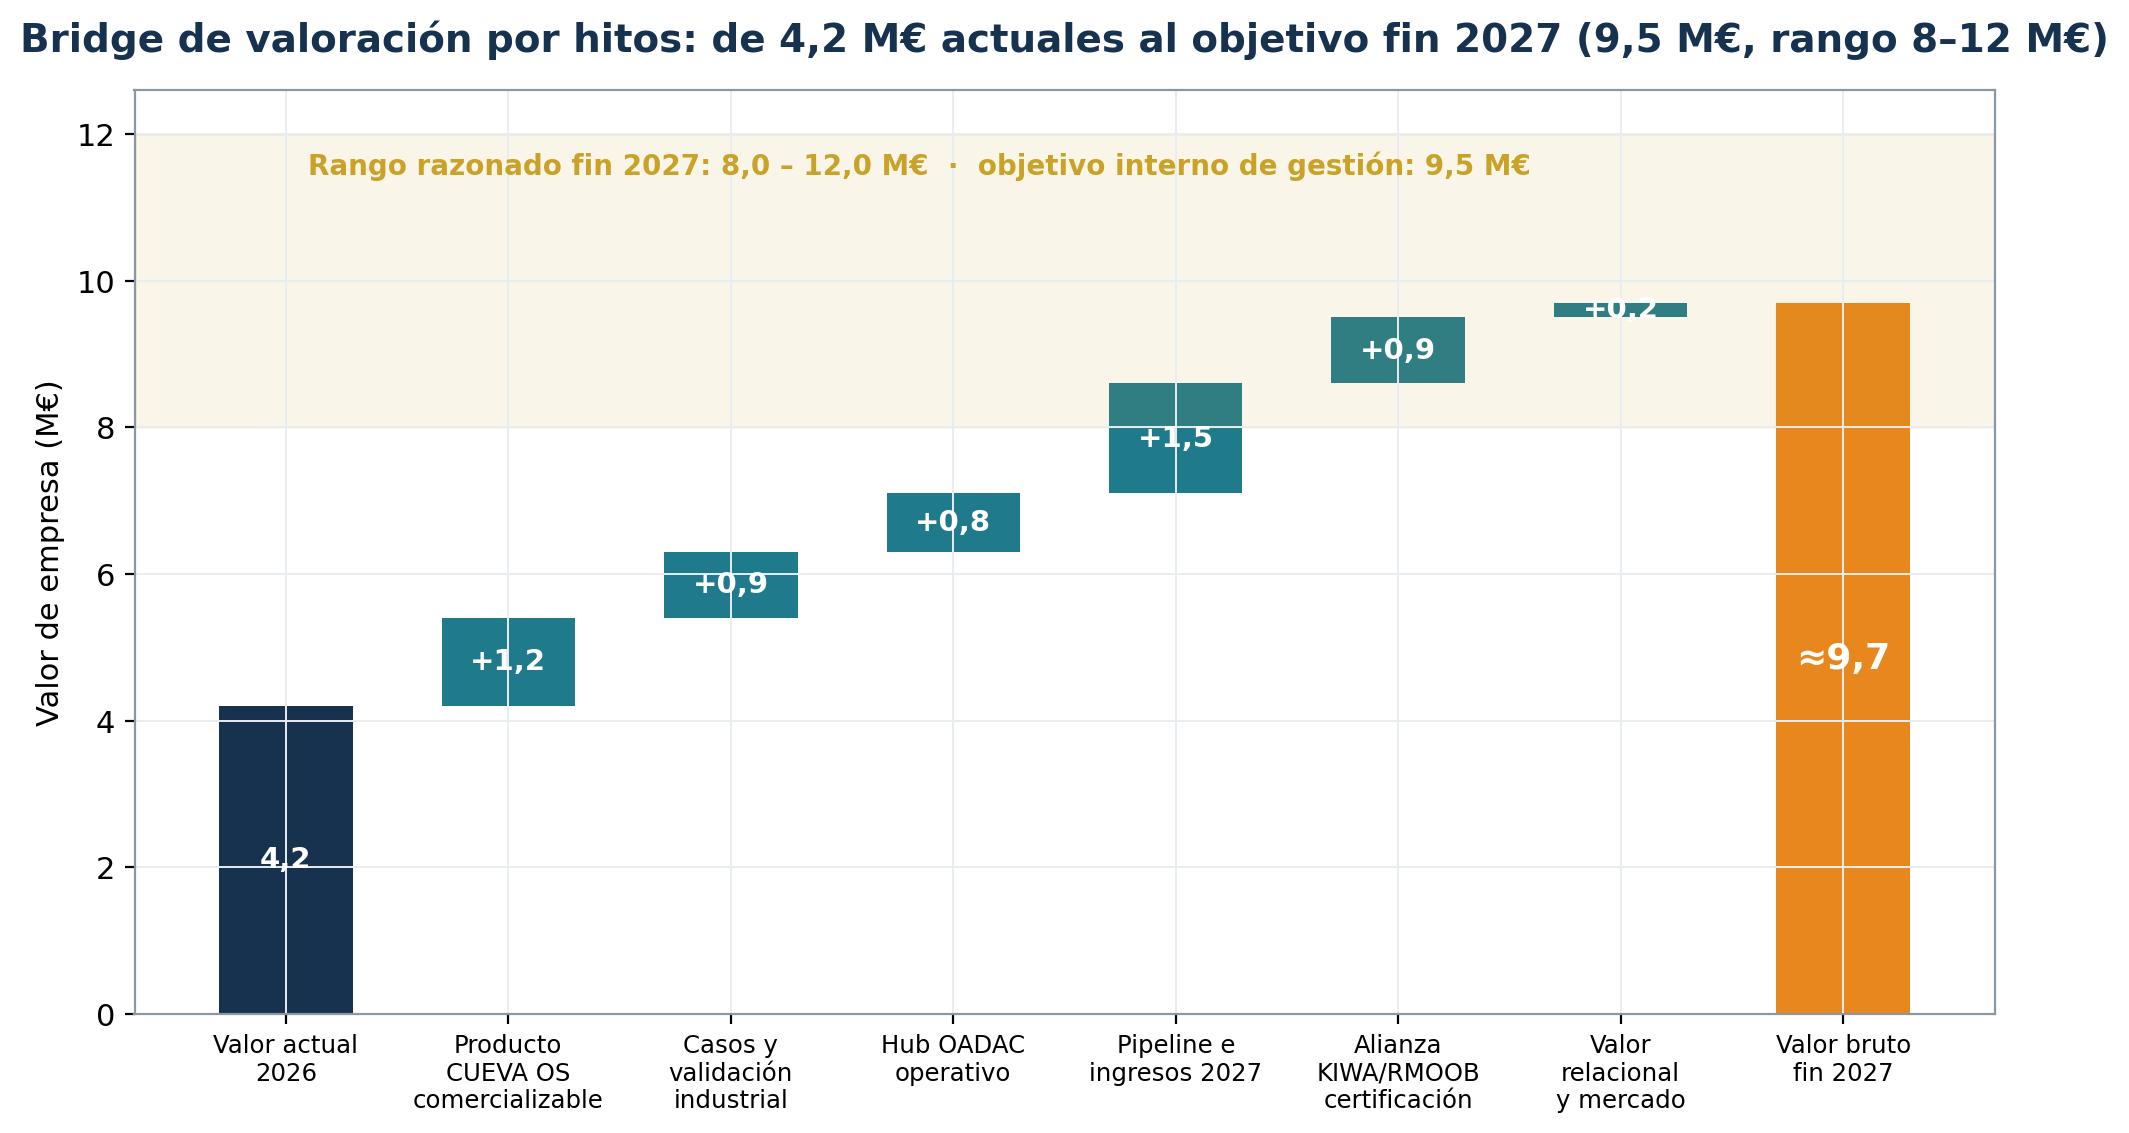 Bridge de valoración por hitos: de 4,2 M€ actuales al objetivo fin 2027 (9,5 M€, rango 8–12 M€)
Rango razonado fin 2027: 8,0 – 12,0 M€ · objetivo interno de gestión: 9,5 M€
Valor de empresa (M€)
12
10
8
6
4
2
0
4,2
+1,2
+0,9
+0,8
+1,5
+0,9
+0,2
≈9,7
Valor actual
2026
Producto
CUEVA OS
comercializable
Casos y
validación
industrial
Hub OADAC
operativo
Pipeline e
ingresos 2027
Alianza
KIWA/RMOOB
certificación
Valor
relacional
y mercado
Valor bruto
fin 2027